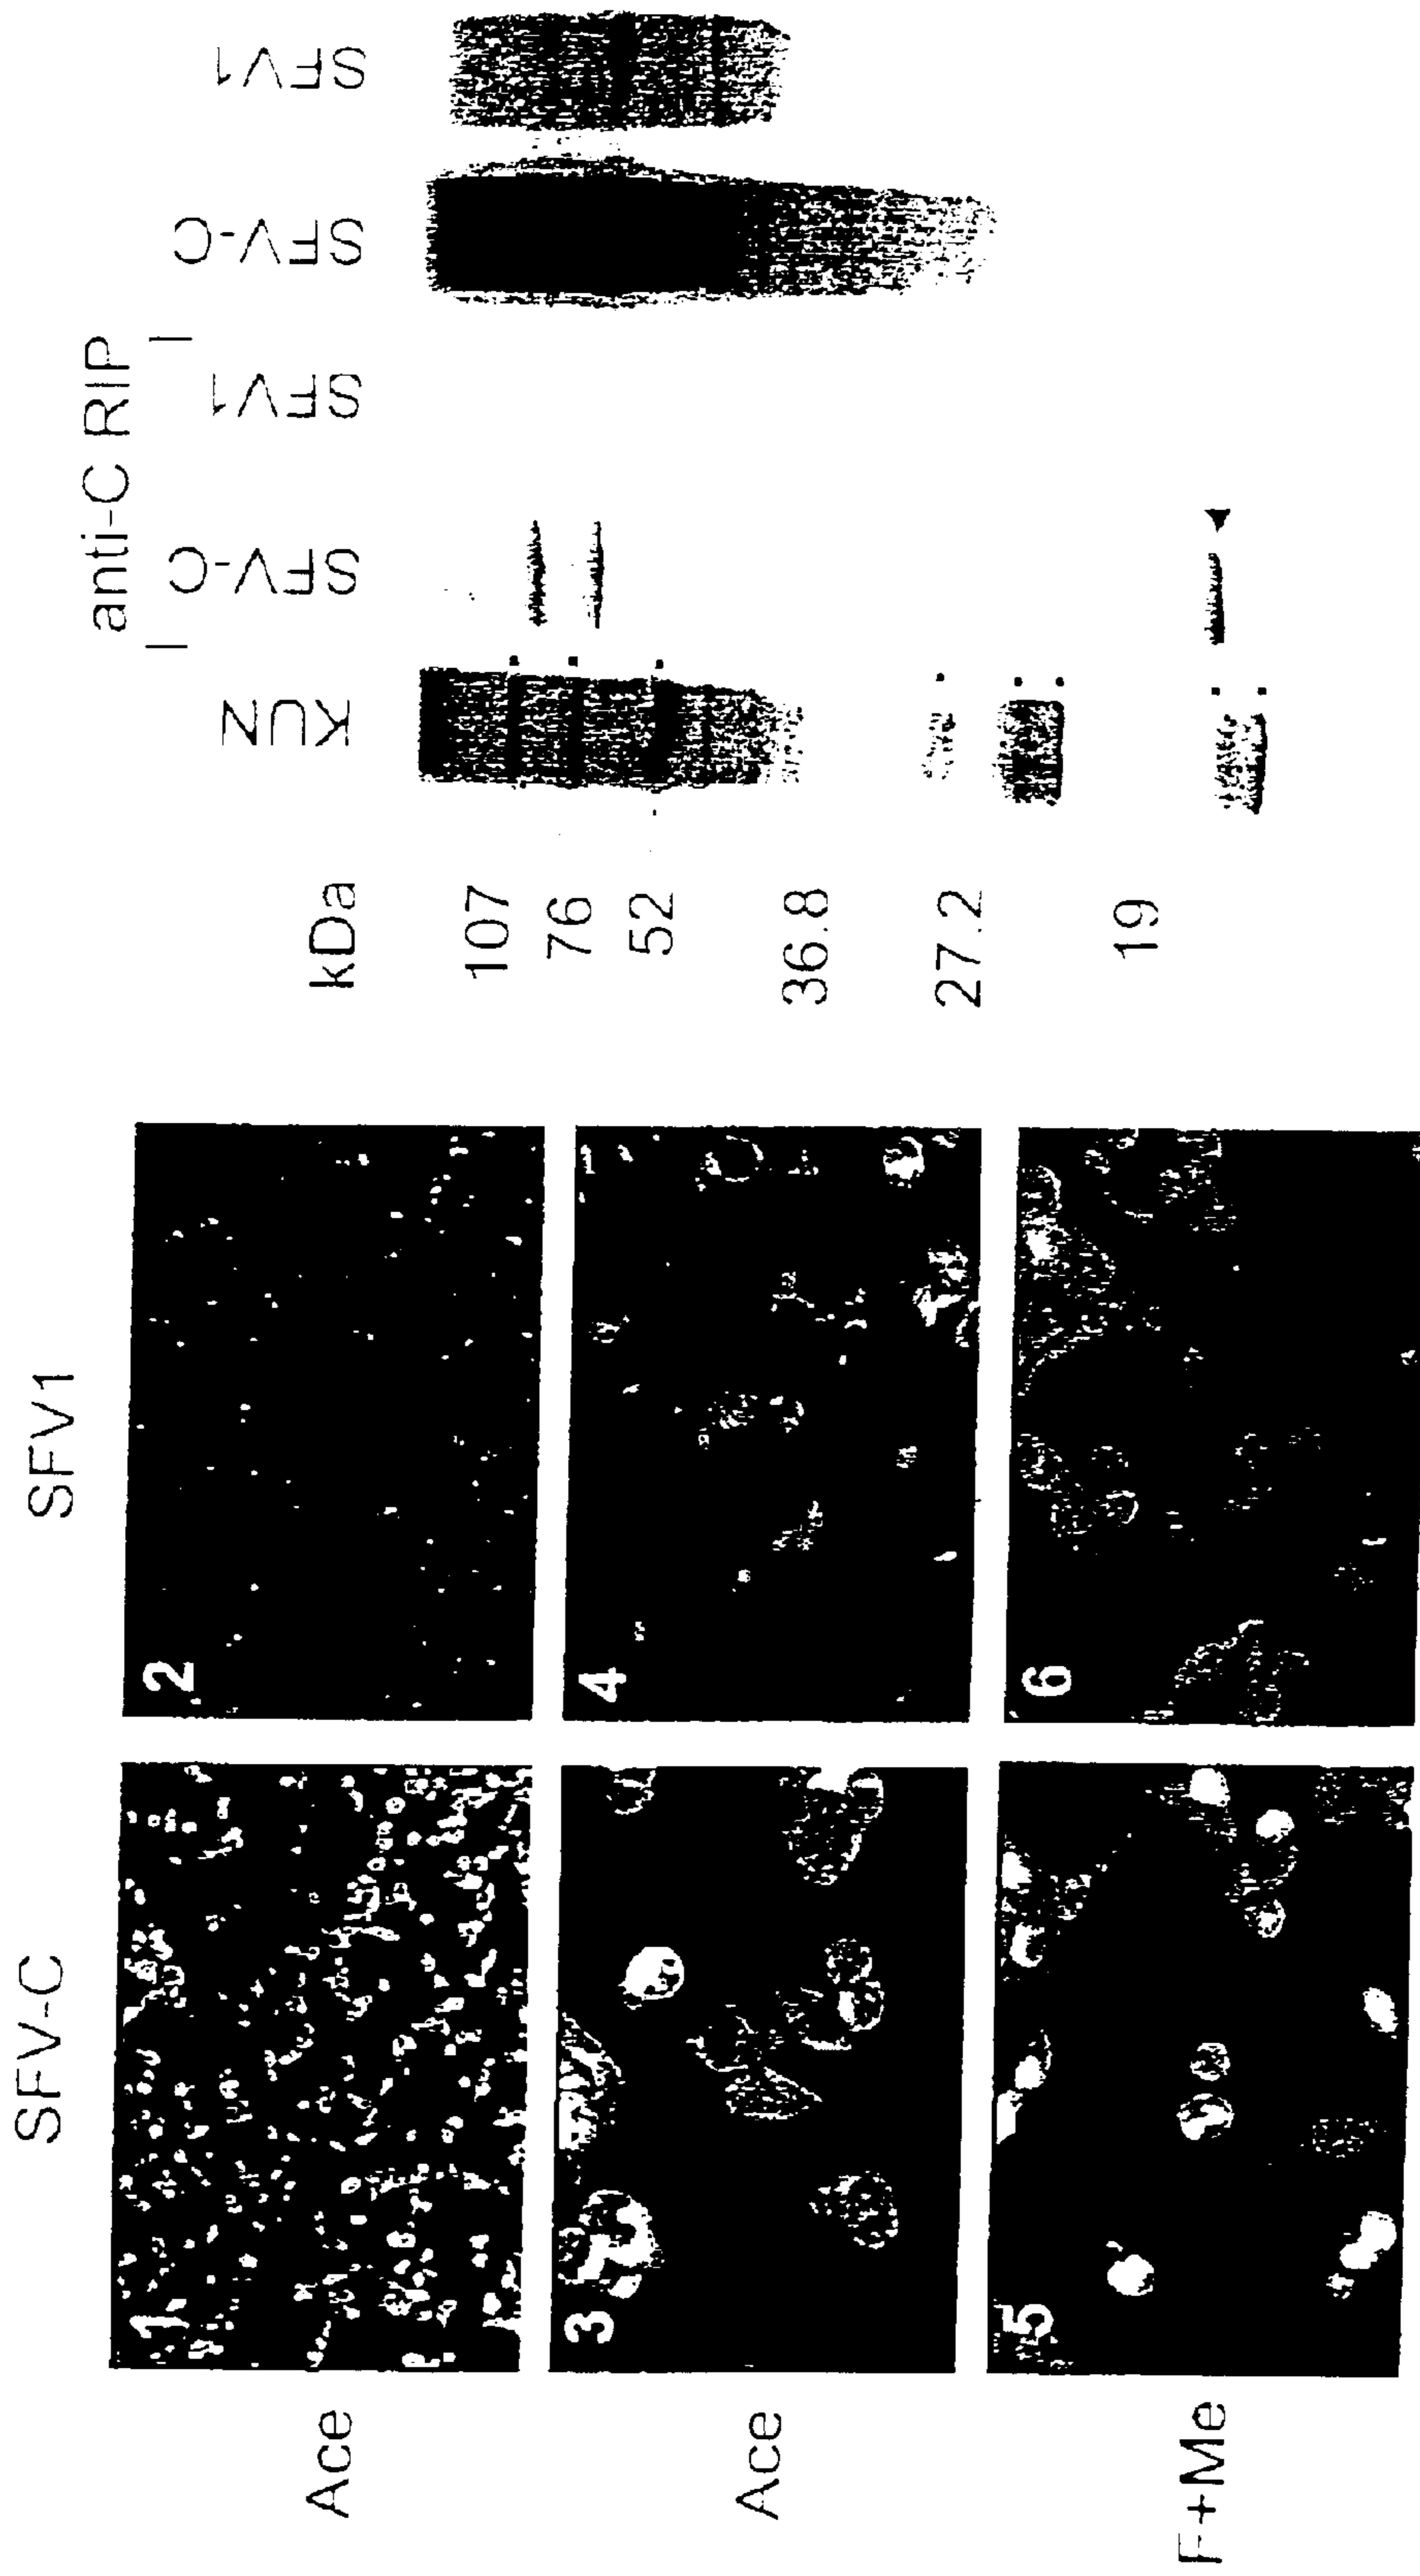 SFV-C SFV1
1 2
3 4
5 6
Ace
Ace
F+Me
anti-C RIP
kDa KUN SFV-C SFV1 SFV-C SFV1
107
76
52
36.8
27.2
19